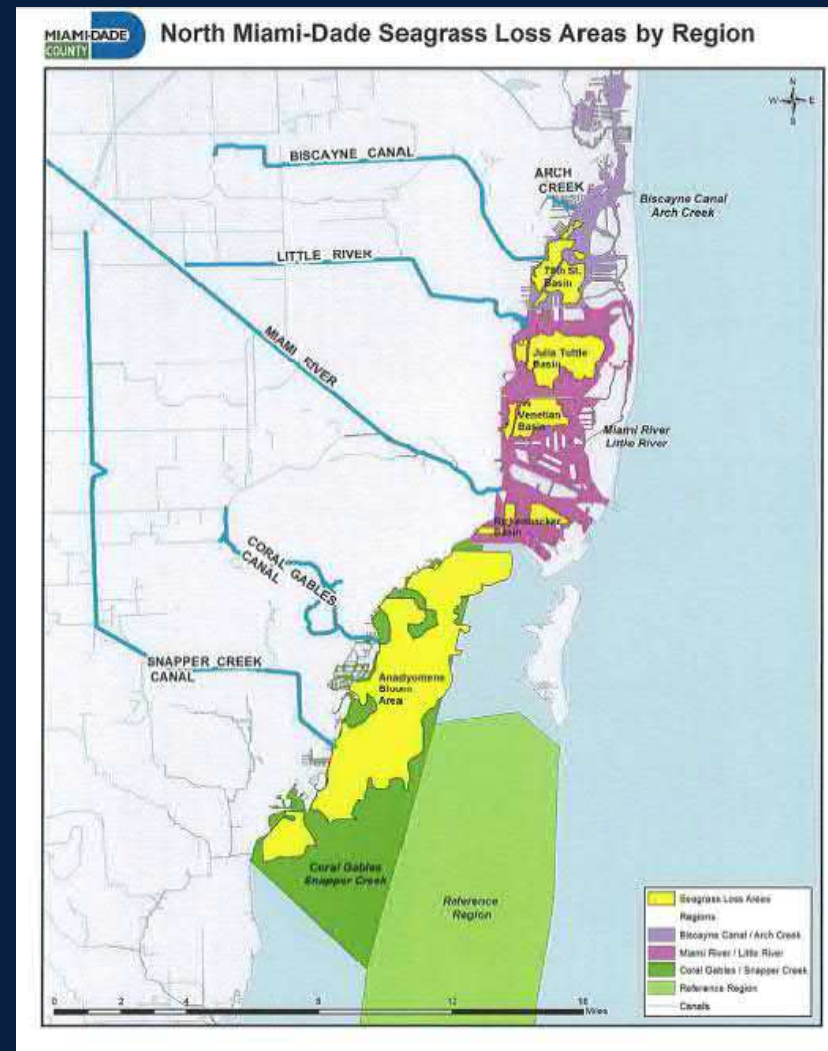 MIAMI-DADE
COUNTY
North Miami-Dade Seagrass Loss Areas by Region
N
W
E
S
BISCAYNE CANAL
ARCH
CREEK
Biscayne Canal
Arch Creek
LITTLE RIVER
79th St.
Basin
MIAMI RIVER
Julia Tuttle
Basin
Venetian
Basin
Miami River
Little River
Rickenbacker
Basin
CORAL GABLES
CANAL
SNAPPER CREEK
CANAL
Anadyomene
Bloom
Area
Coral Gables
Snapper Creek
Reference
Region
Seagrass Loss Areas
Regions
Biscayne Canal / Arch Creek
Miami River / Little River
Coral Gables / Snapper Creek
Reference Region
Canals
0 2 4 8 12 16
Miles